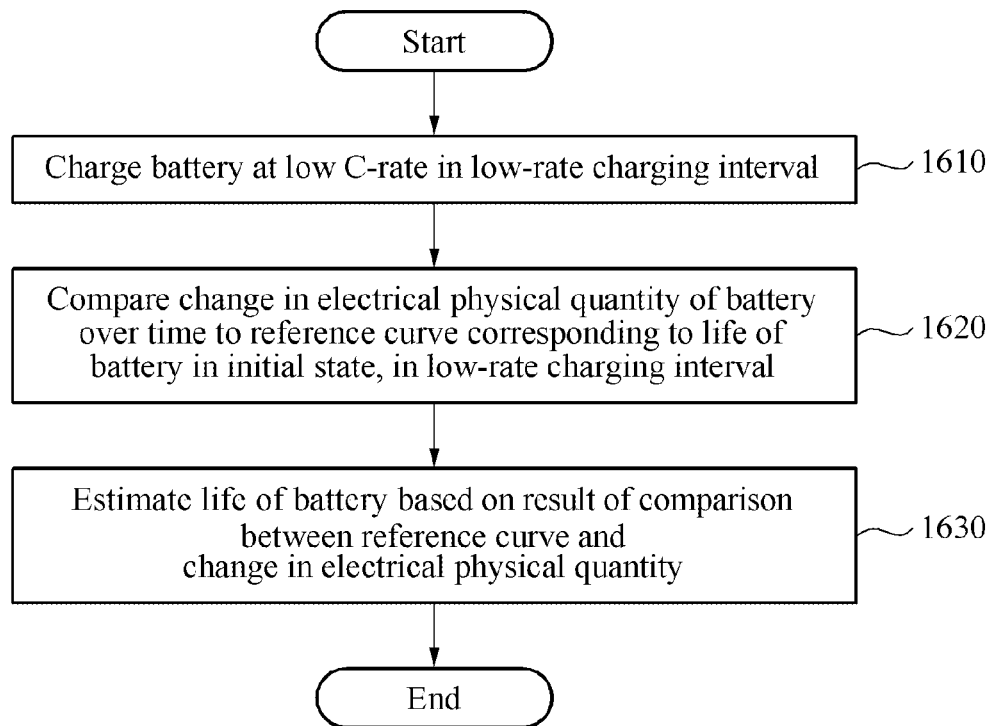 Start
Charge battery at low C-rate in low-rate charging interval
1610
Compare change in electrical physical quantity of battery
over time to reference curve corresponding to life of
battery in initial state, in low-rate charging interval
1620
Estimate life of battery based on result of comparison
between reference curve and
change in electrical physical quantity
1630
End